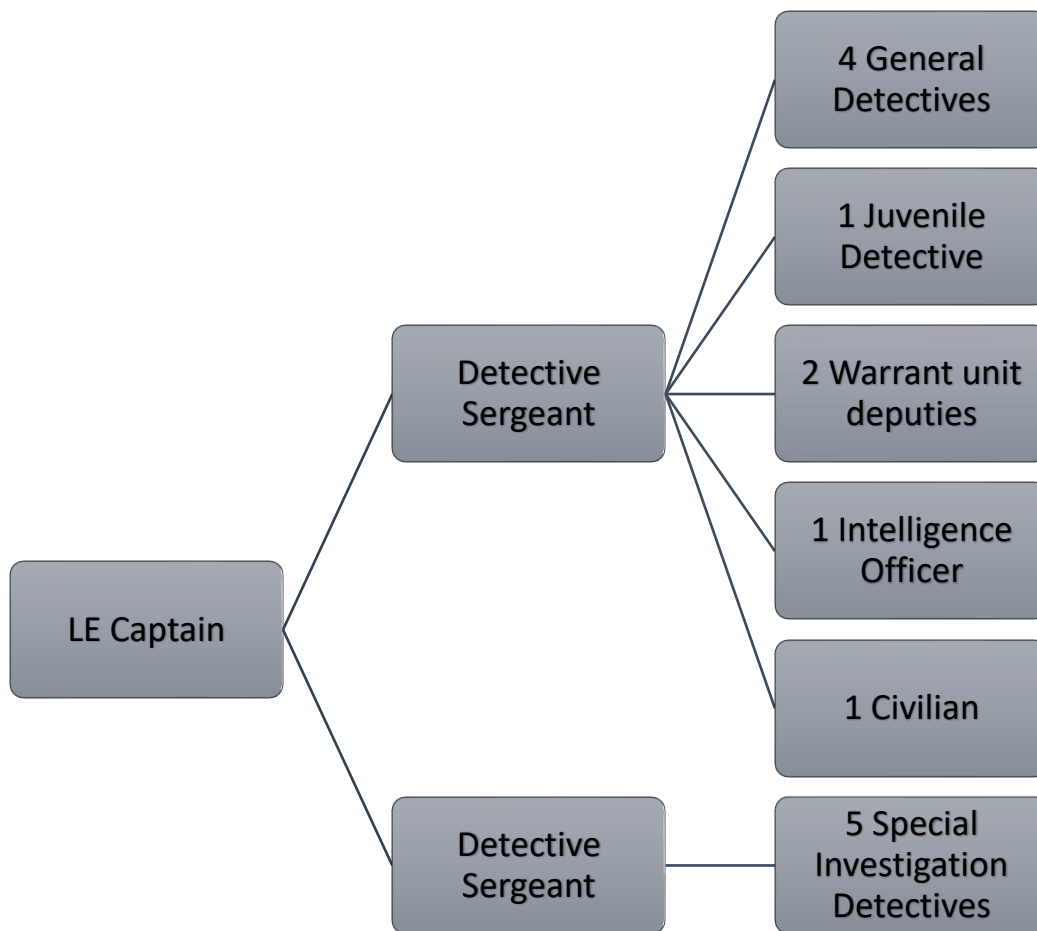 4 General
Detectives
1 Juvenile
Detective
Detective
Sergeant
2 Warrant unit
deputies
1 Intelligence
Officer
LE Captain
1 Civilian
Detective
Sergeant
5 Special
Investigation
Detectives